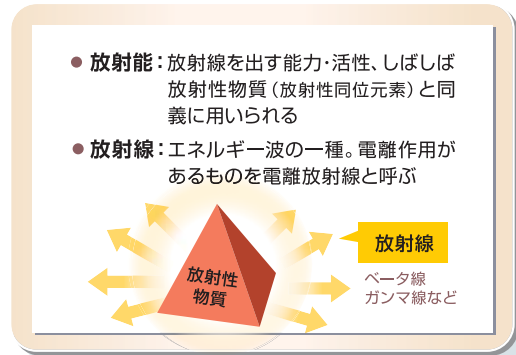 ● 放射能：放射線を出す能力・活性、しばしば
放射性物質（放射性同位元素）と同
義に用いられる
● 放射線：エネルギー波の一種。電離作用が
あるものを電離放射線と呼ぶ
放射線
放射性
物質
ベータ線
ガンマ線など